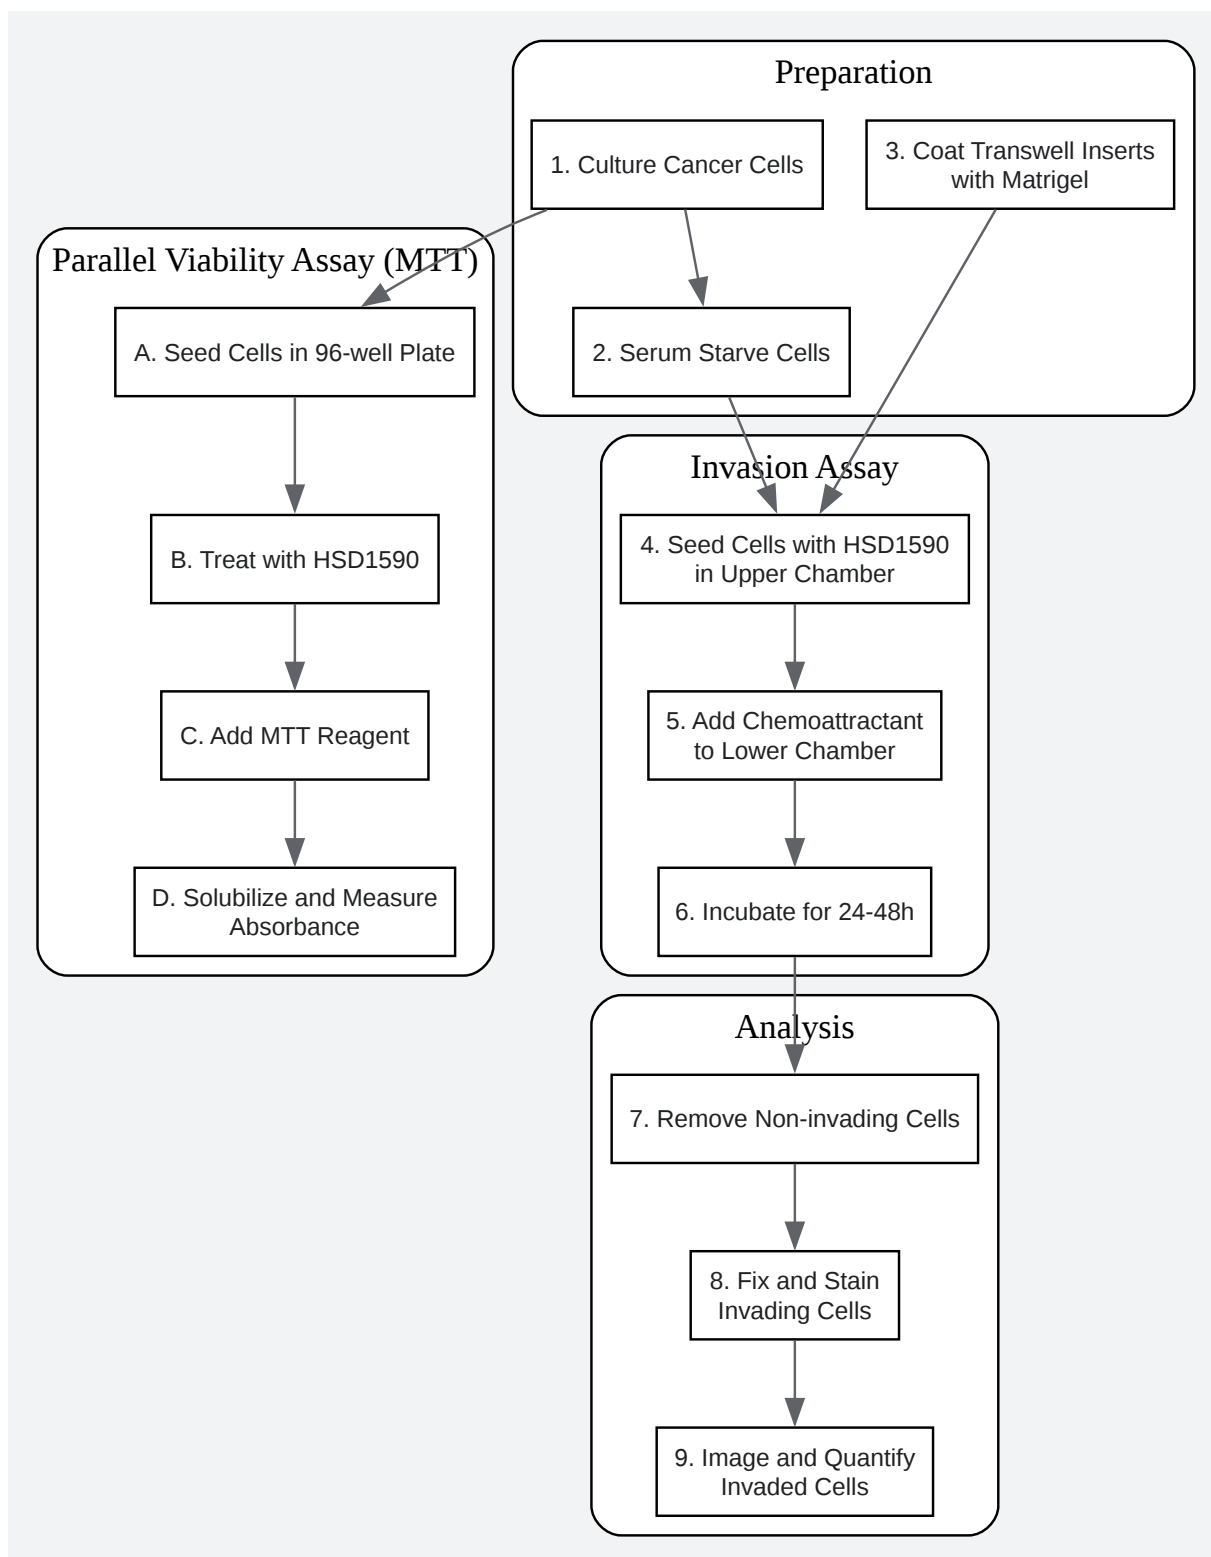 Preparation
1. Culture Cancer Cells
3. Coat Transwell Inserts
with Matrigel
2. Serum Starve Cells
Parallel Viability Assay (MTT)
A. Seed Cells in 96-well Plate
B. Treat with HSD1590
C. Add MTT Reagent
D. Solubilize and Measure
Absorbance
Invasion Assay
4. Seed Cells with HSD1590
in Upper Chamber
5. Add Chemoattractant
to Lower Chamber
6. Incubate for 24-48h
Analysis
7. Remove Non-invading Cells
8. Fix and Stain
Invading Cells
9. Image and Quantify
Invaded Cells